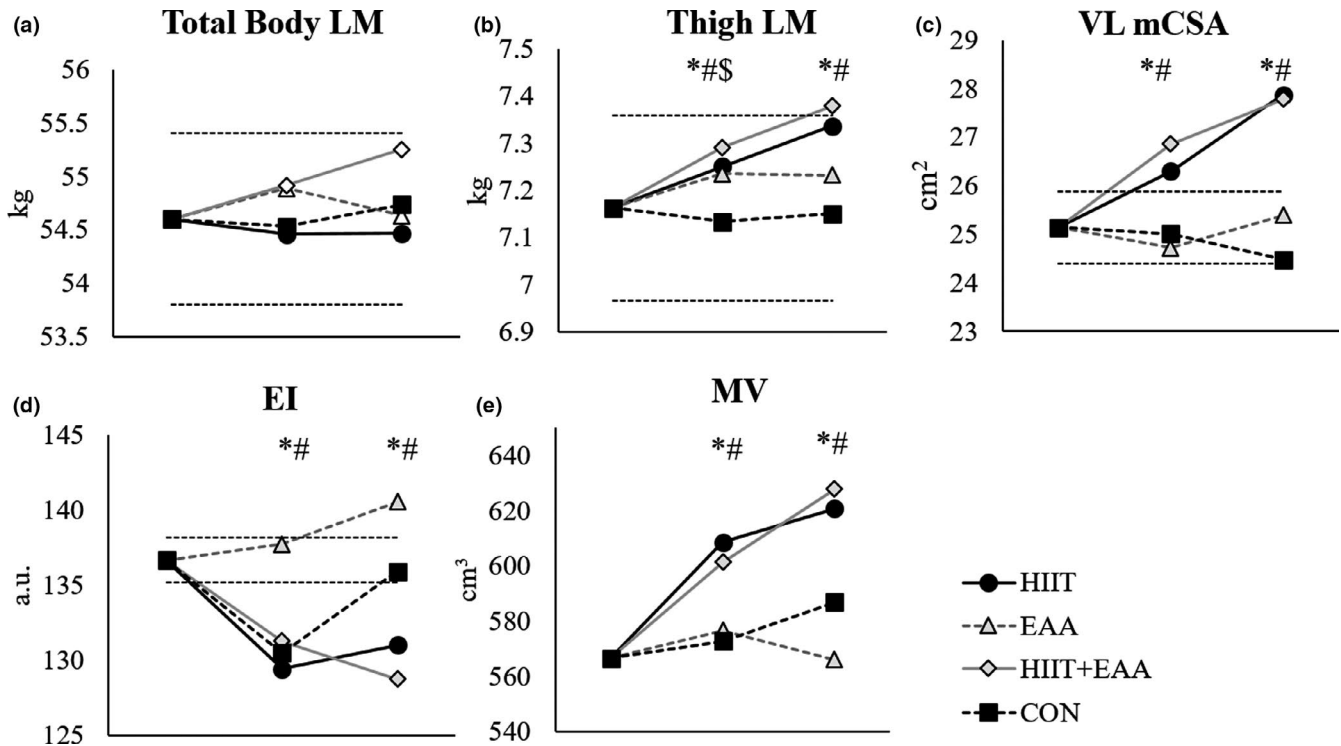 (a) Total Body LM
56
55.5
55
54.5
54
53.5
kg
(b) Thigh LM
7.5
7.4
7.3
7.2
7.1
7
6.9
kg
*#$ *#
(c) VL mCSA
29
28
27
26
25
24
23
cm²
*# *#
(d) EI
145
140
135
130
125
a.u.
*# *#
(e) MV
640
620
600
580
560
540
cm³
*# *#
HIIT
EAA
HIIT+EAA
CON